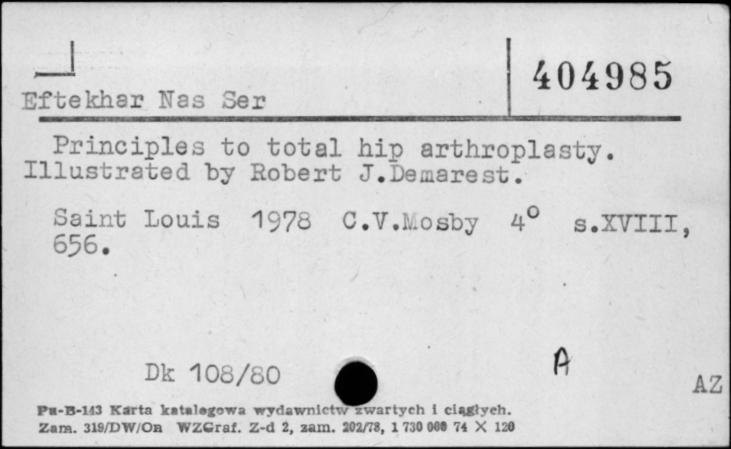 404985
Eftekhar Nas Ser
Principles to total hip arthroplasty.
Illustrated by Robert J.Demarest.
Saint Louis 1978 C.V.Mosby 4° s.XVIII,
656.
Dk 108/80
A
AZ
Pu-B-143 Karta katalogowa wydawnictw zwartych i ciągłych.
Zam. 319/DW/On WZGraf. Z-d 2, zam. 202/78, 1 730 000 74 X 120